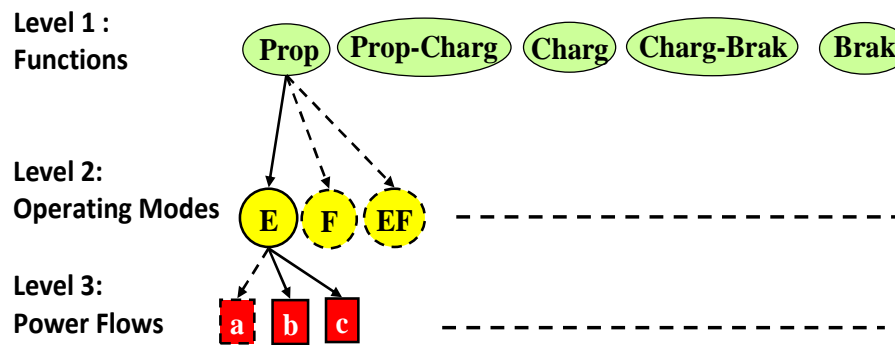 Level 1 :
Functions
Prop Prop-Charg Charg Charg-Brak Brak
Level 2:
Operating Modes
E F EF
Level 3:
Power Flows
a b c